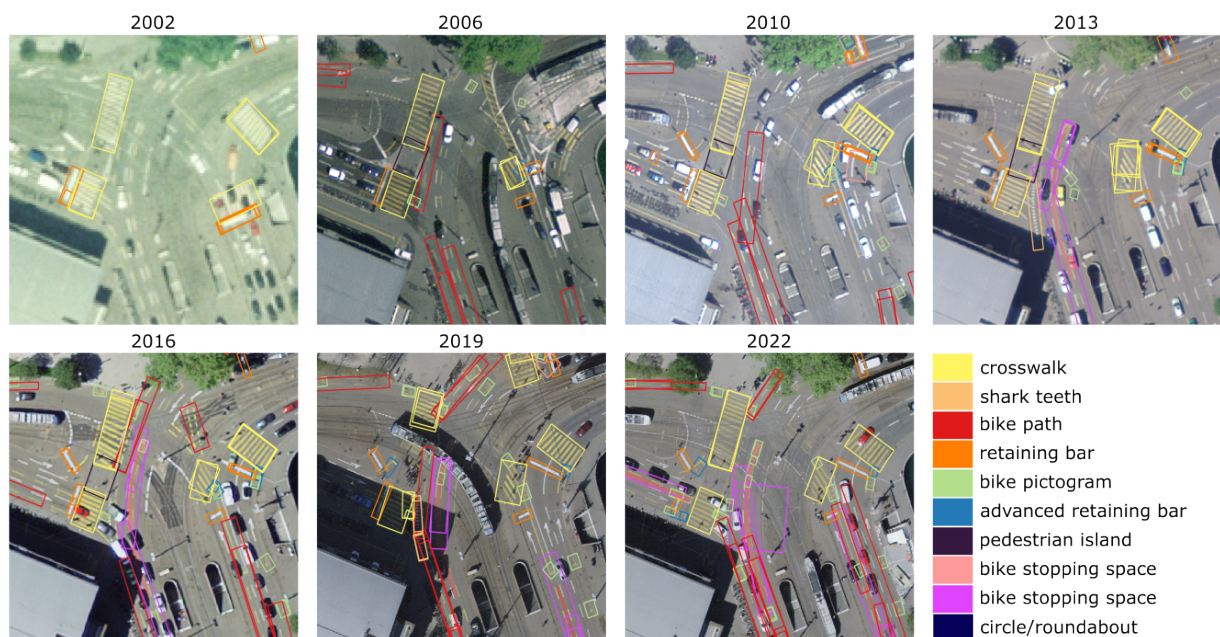 2002
2006
2010
2013
2016
2019
2022
crosswalk
shark teeth
bike path
retaining bar
bike pictogram
advanced retaining bar
pedestrian island
bike stopping space
bike stopping space
circle/roundabout